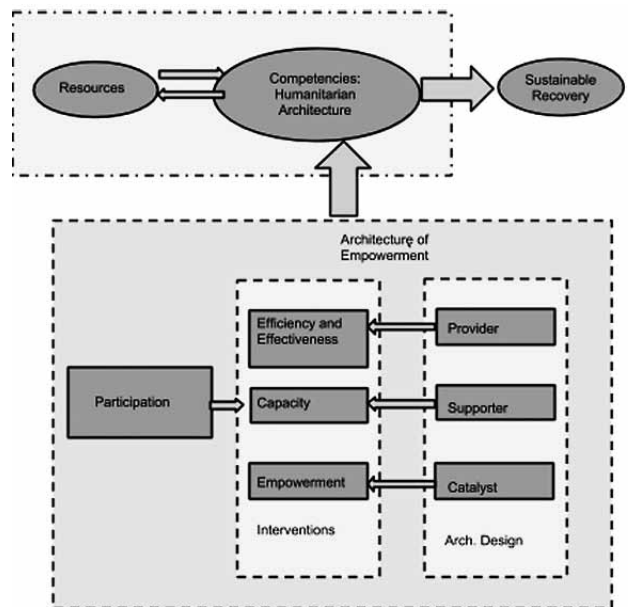 Resources
Competencies:
Humanitarian
Architecture
Sustainable
Recovery
Architecture of
Empowerment
Efficiency and
Effectiveness
Provider
Participation
Capacity
Supporter
Empowerment
Catalyst
Interventions
Arch. Design